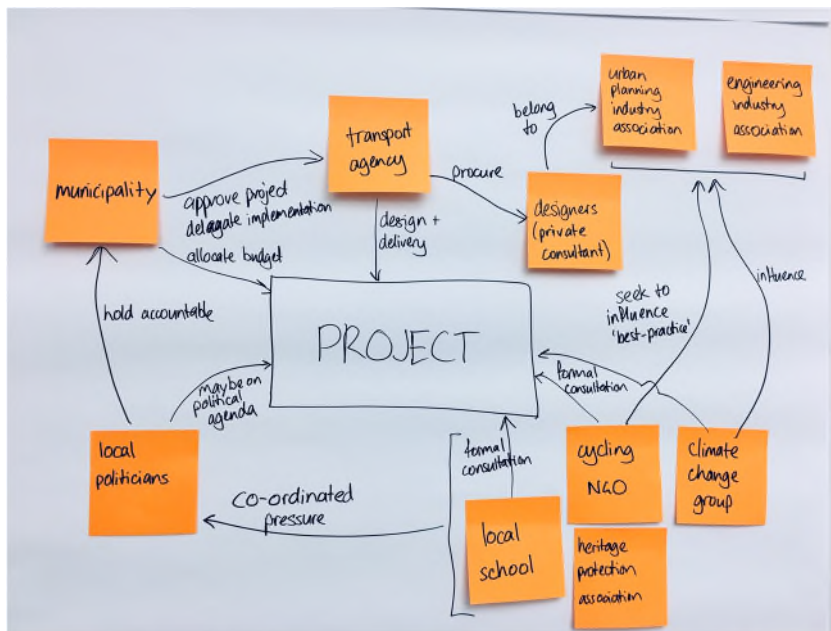 urban
planning
industry
association
engineering
industry
association
belong
to
transport
agency
procure
municipality
approve project
delagate implementation
designers
(private
consultant)
design +
delivery
allocate budget
influence
seek to
influence
'best-practice'
hold accountable
PROJECT
formal
consultation
maybe on
political
agenda
local
politicians
formal
consultation
cycling
NGO
climate
change
group
co-ordinated
pressure
local
school
heritage
protection
association